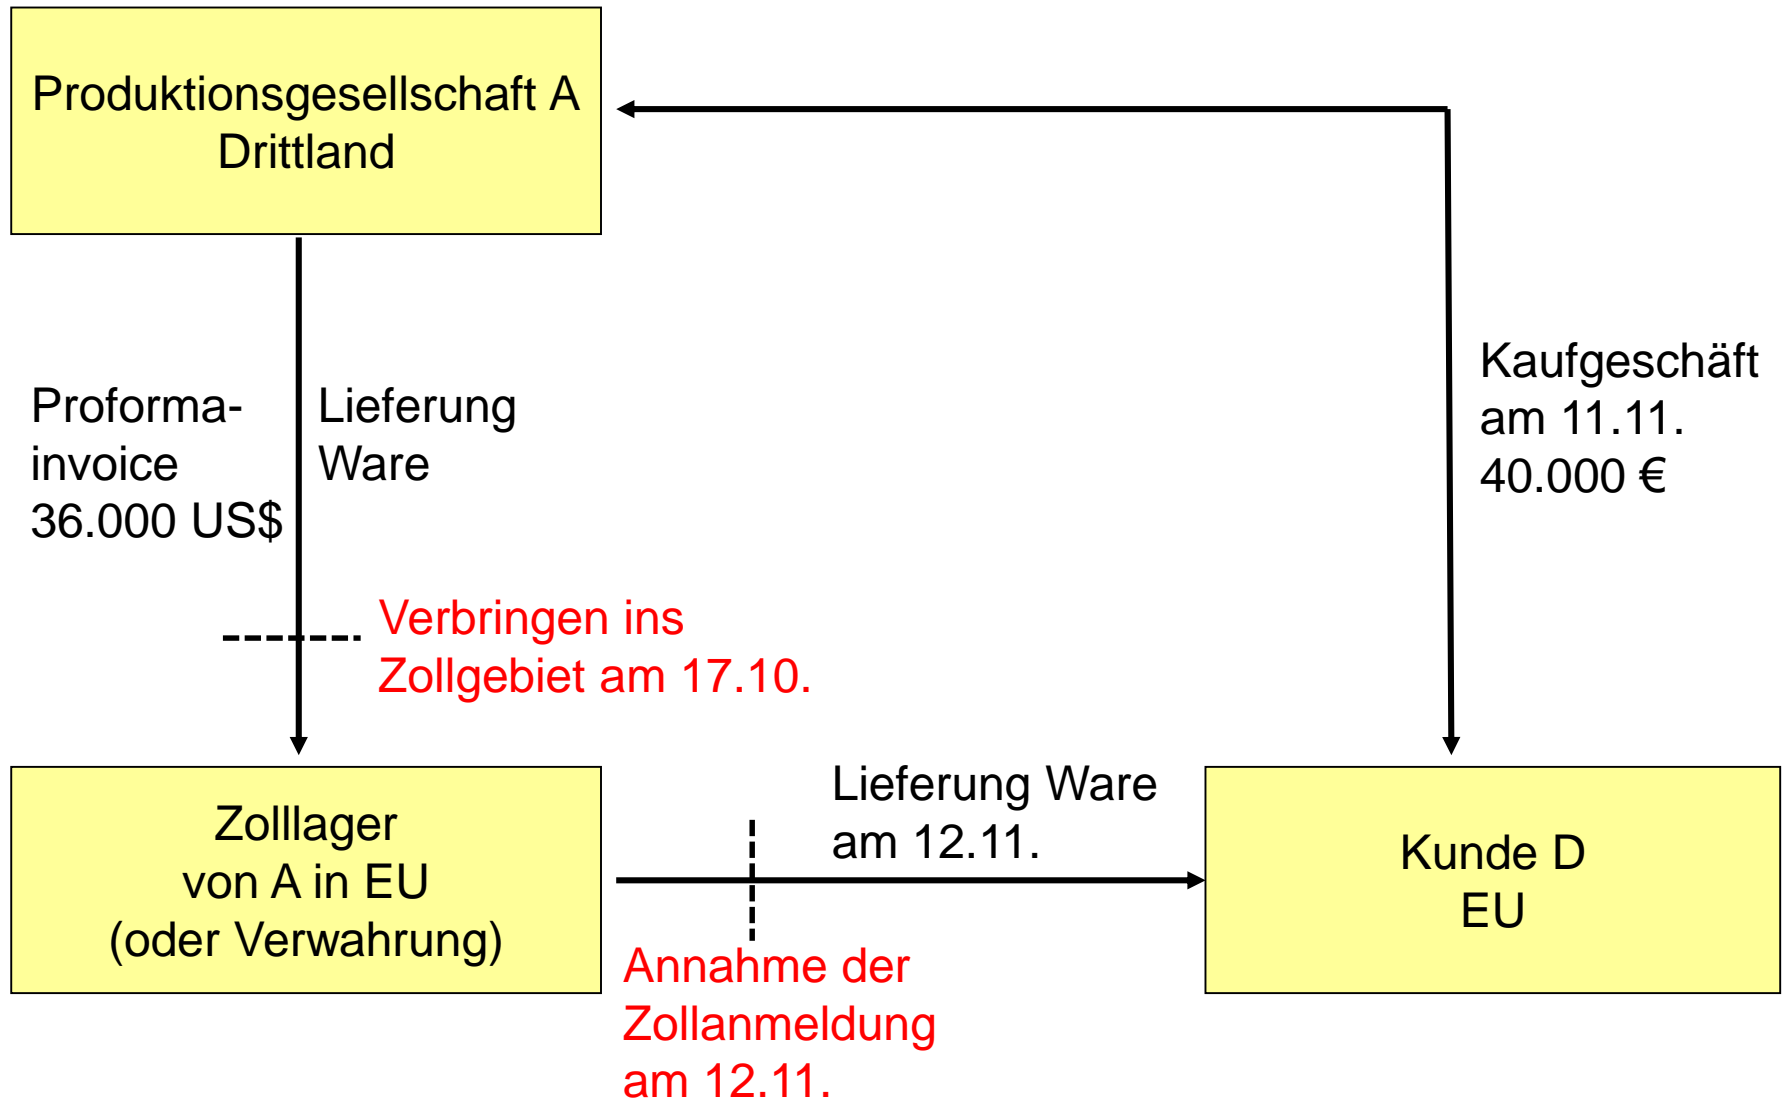 Produktionsgesellschaft A
Drittland
Proforma-
invoice
36.000 US$
Lieferung
Ware
Kaufgeschäft
am 11.11.
40.000 €
Verbringen ins
Zollgebiet am 17.10.
Zolllager
von A in EU
(oder Verwahrung)
Lieferung Ware
am 12.11.
Annahme der
Zollanmeldung
am 12.11.
Kunde D
EU